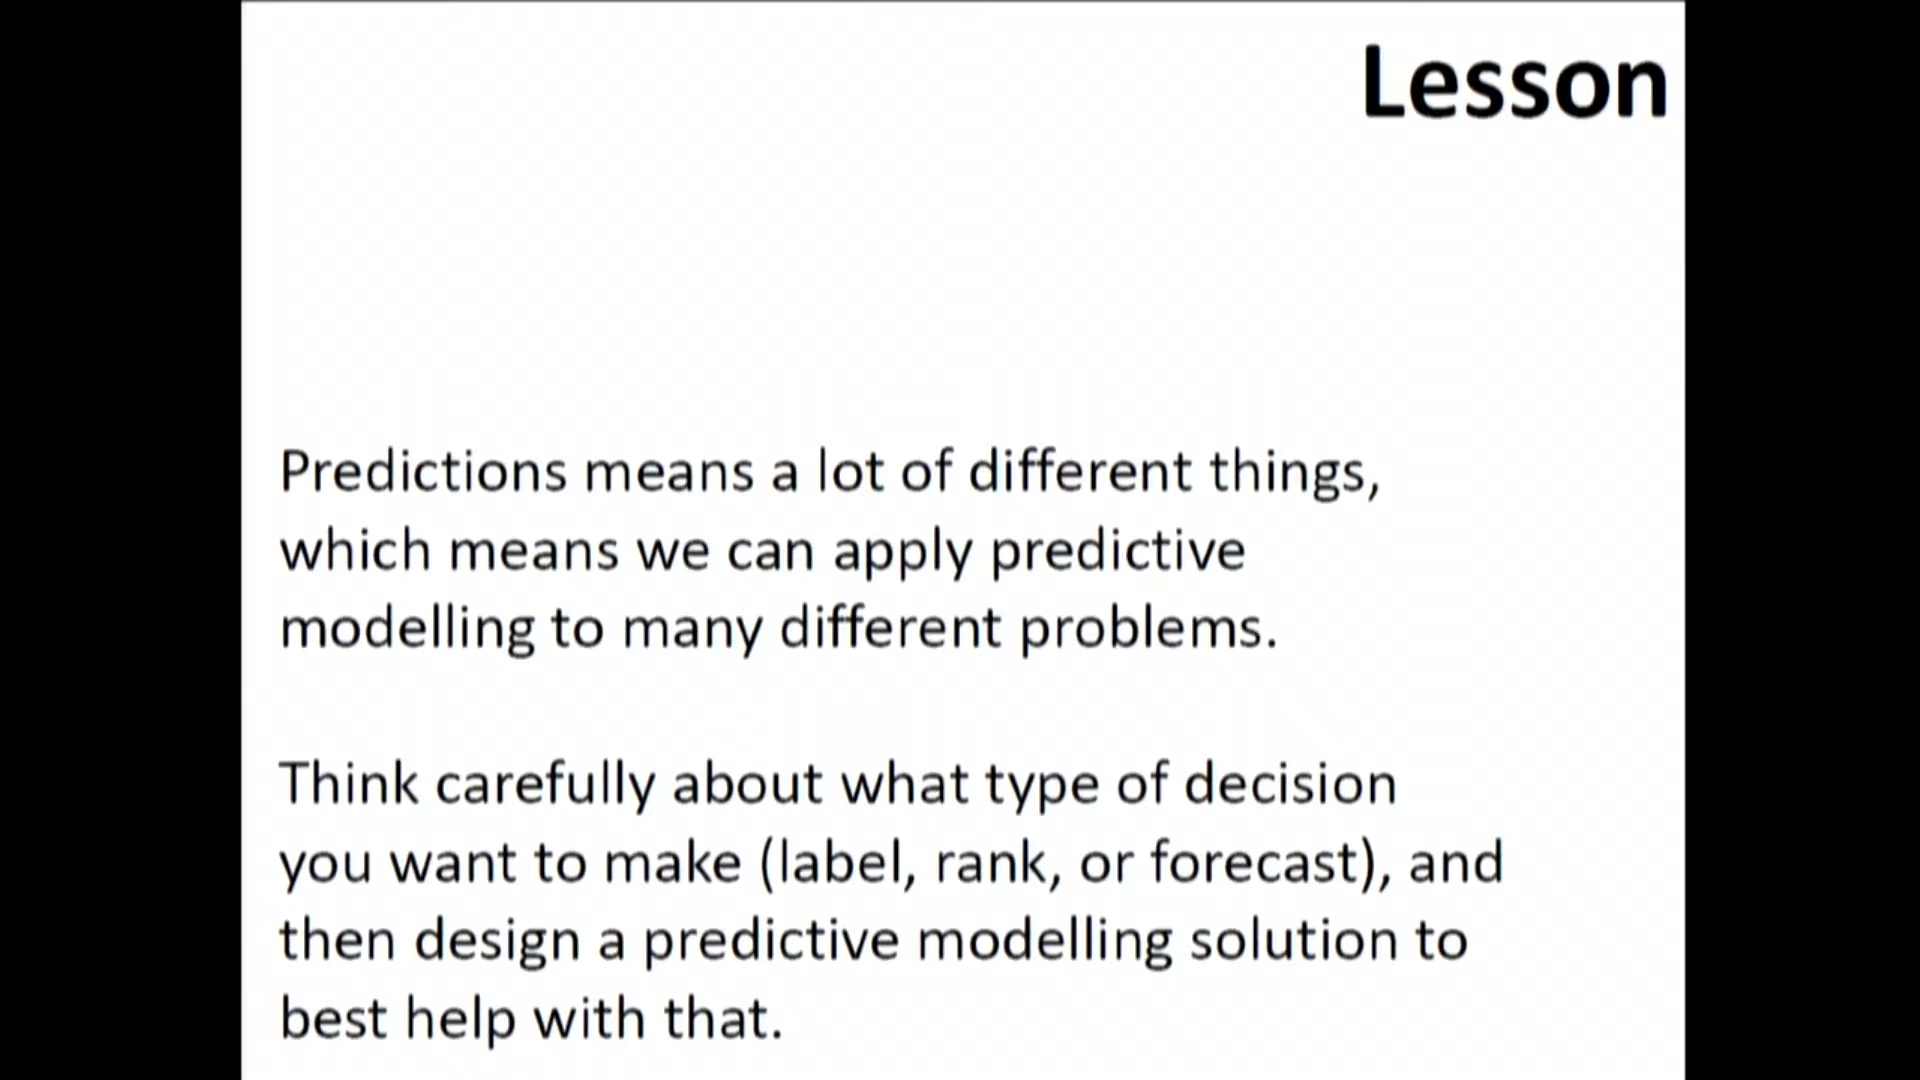 Lesson
Predictions means a lot of different things,
which means we can apply predictive
modelling to many different problems.
Think carefully about what type of decision
you want to make (label, rank, or forecast), and
then design a predictive modelling solution to
best help with that.